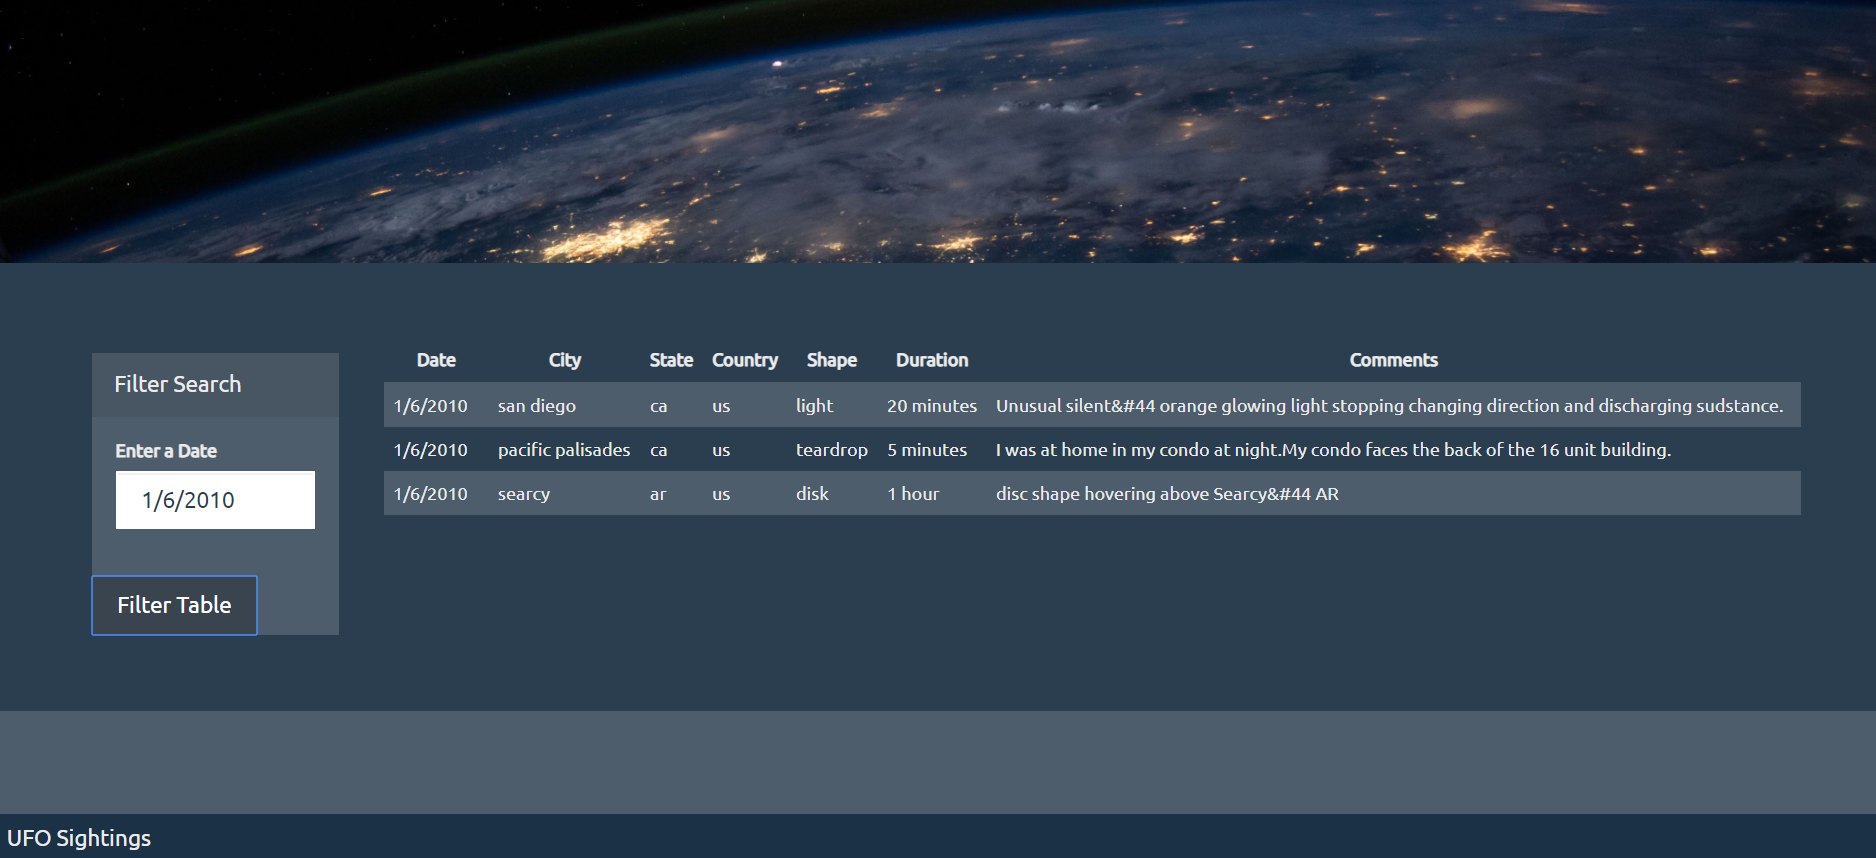 Filter Search
Enter a Date
1/6/2010
Filter Table
Date City State Country Shape Duration Comments
1/6/2010 san diego ca us light 20 minutes Unusual silent&#44 orange glowing light stopping changing direction and discharging sudstance.
1/6/2010 pacific palisades ca us teardrop 5 minutes I was at home in my condo at night.My condo faces the back of the 16 unit building.
1/6/2010 searcy ar us disk 1 hour disc shape hovering above Searcy&#44 AR
UFO Sightings